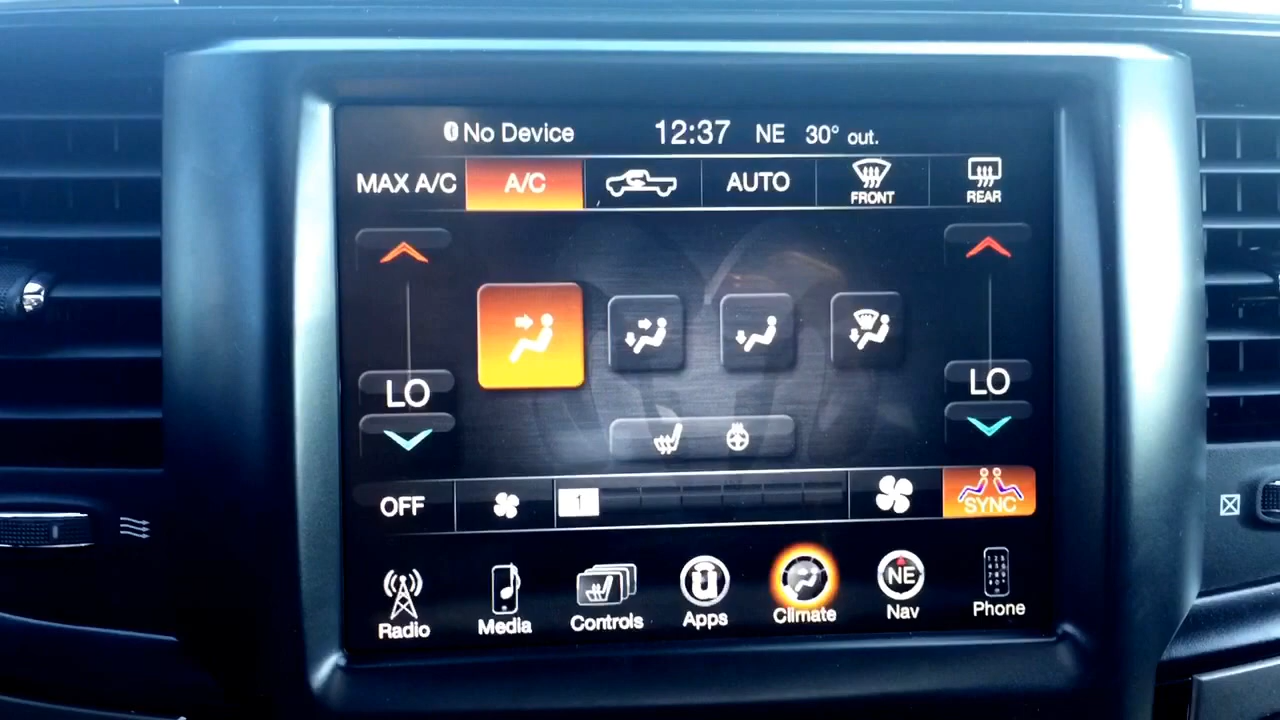 No Device 12:37 NE 30° out.
MAX A/C A/C AUTO FRONT REAR
LO LO
OFF 1 SYNC
NE
Radio Media Controls Apps Climate Nav Phone